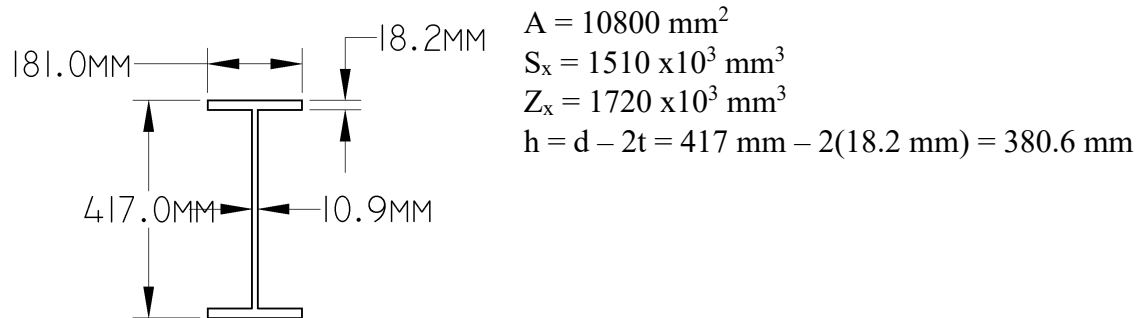 181.0MM
18.2MM
417.0MM
10.9MM
A = 10800 mm²
Sₓ = 1510 x10³ mm³
Zₓ = 1720 x10³ mm³
h = d – 2t = 417 mm – 2(18.2 mm) = 380.6 mm